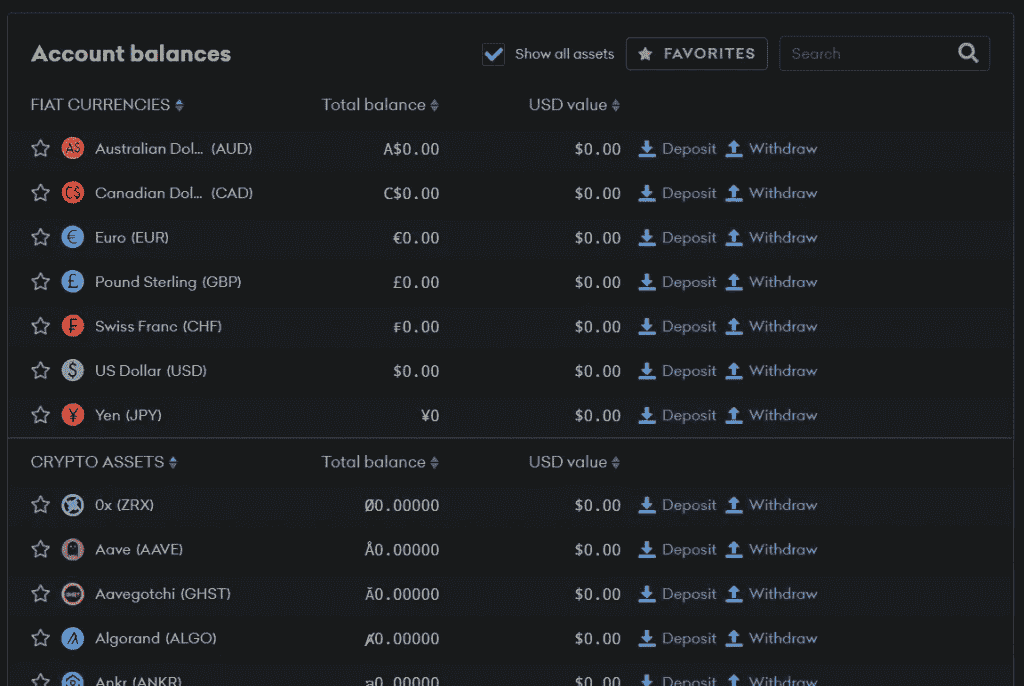 Account balances Show all assets FAVORITES Search
FIAT CURRENCIES Total balance USD value
A$ Australian Dol... (AUD) A$0.00 $0.00 Deposit Withdraw
C$ Canadian Dol... (CAD) C$0.00 $0.00 Deposit Withdraw
€ Euro (EUR) €0.00 $0.00 Deposit Withdraw
£ Pound Sterling (GBP) £0.00 $0.00 Deposit Withdraw
₣ Swiss Franc (CHF) ₣0.00 $0.00 Deposit Withdraw
$ US Dollar (USD) $0.00 $0.00 Deposit Withdraw
¥ Yen (JPY) ¥0 $0.00 Deposit Withdraw
CRYPTO ASSETS Total balance USD value
0x (ZRX) Ø0.00000 $0.00 Deposit Withdraw
Aave (AAVE) Å0.00000 $0.00 Deposit Withdraw
Aavegotchi (GHST) Ã0.00000 $0.00 Deposit Withdraw
Algorand (ALGO) Ⱥ0.00000 $0.00 Deposit Withdraw
Ankr (ANKR) a0.00000 $0.00 Deposit Withdraw